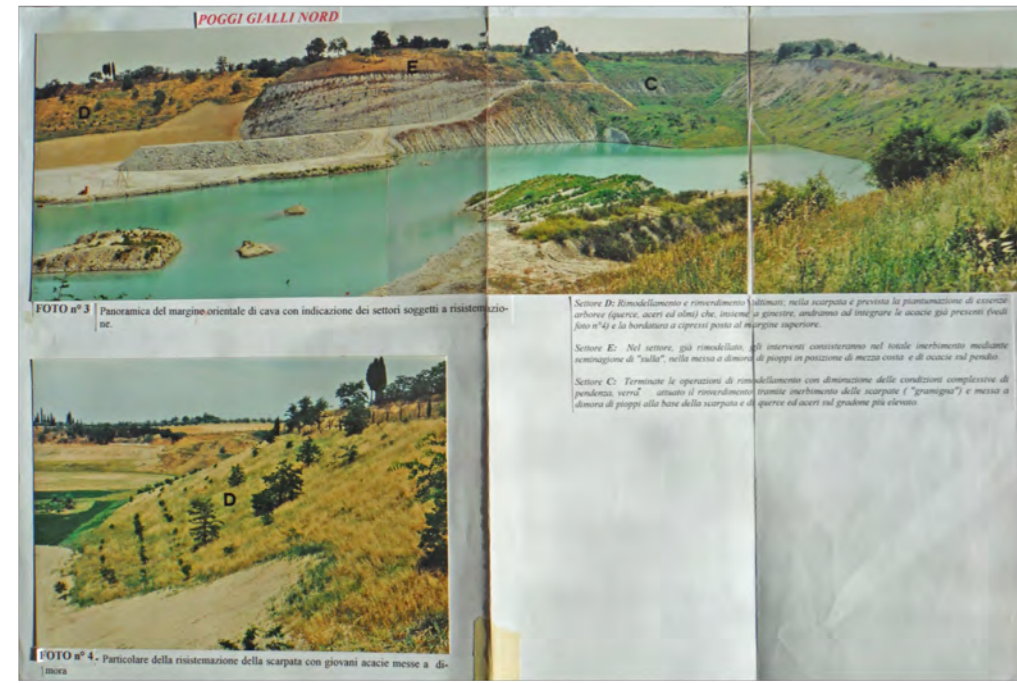 POGGI GIALLI NORD
D
E
C
FOTO n° 3 Panoramica del margine orientale di cava con indicazione dei settori soggetti a risistemazio-
ne.
Settore D: Rimodellamento e rinverdimento ultimati; nella scarpata è prevista la piantumazione di essenze
arboree (querce, aceri ed olmi) che, insieme a ginestre, andranno ad integrare le acacie già presenti (vedi
foto n°4) e la bordatura a cipressi posta al margine superiore.
Settore E: Nel settore, già rimodellato, gli interventi consisteranno nel totale inerbimento mediante
seminagione di "sulla", nella messa a dimora di pioppi in posizione di mezza costa e di acacie sul pendio.
Settore C: Terminate le operazioni di rimodellamento con diminuzione delle condizioni complessive di
pendenza, verra" attuato il rinverdimento tramite inerbimento delle scarpate ( "gramigna") e messa a
dimora di pioppi alla base della scarpata e di querce ed aceri sul gradone più elevato.
D
FOTO n° 4 - Particolare della risistemazione della scarpata con giovani acacie messe a di-
mora